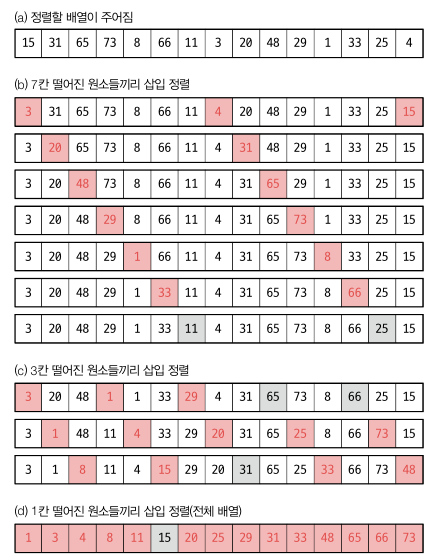 (a) 정렬할 배열이 주어짐
15 31 65 73 8 66 11 3 20 48 29 1 33 25 4
(b) 7칸 떨어진 원소들끼리 삽입 정렬
3 31 65 73 8 66 11 4 20 48 29 1 33 25 15
3 20 65 73 8 66 11 4 31 48 29 1 33 25 15
3 20 48 73 8 66 11 4 31 65 29 1 33 25 15
3 20 48 29 8 66 11 4 31 65 73 1 33 25 15
3 20 48 29 1 66 11 4 31 65 73 8 33 25 15
3 20 48 29 1 33 11 4 31 65 73 8 66 25 15
3 20 48 29 1 33 11 4 31 65 73 8 66 25 15
(c) 3칸 떨어진 원소들끼리 삽입 정렬
3 20 48 1 1 33 29 4 31 65 73 8 66 25 15
3 1 48 11 4 33 29 20 31 65 25 8 66 73 15
3 1 8 11 4 15 29 20 31 65 25 33 66 73 48
(d) 1칸 떨어진 원소들끼리 삽입 정렬(전체 배열)
1 3 4 8 11 15 20 25 29 31 33 48 65 66 73